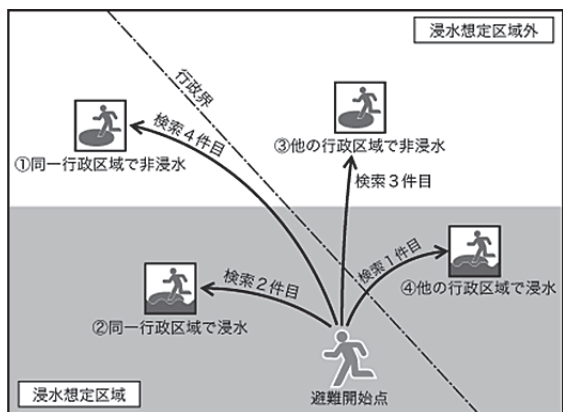 浸水想定区域外
行政界
検索4件目
①同一行政区域で非浸水
③他の行政区域で非浸水
検索3件目
検索2件目
②同一行政区域で浸水
検索1件目
④他の行政区域で浸水
避難開始点
浸水想定区域